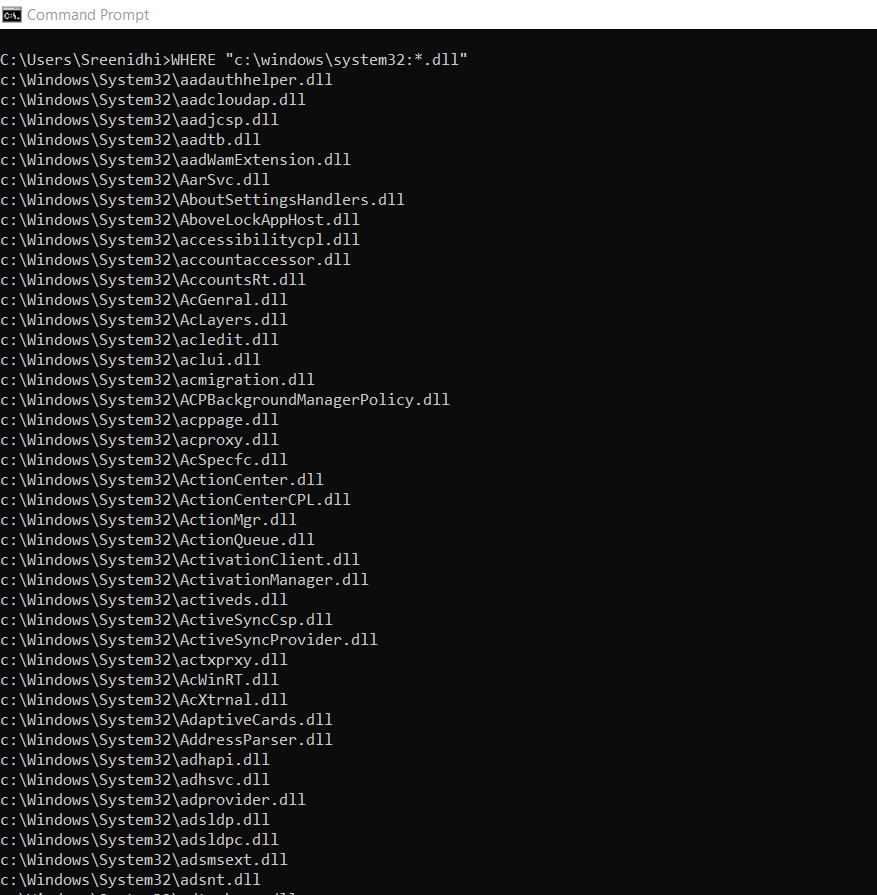 Command Prompt
C:\Users\Sreenidhi>WHERE "c:\windows\system32:*.dll"
c:\Windows\System32\aadauthhelper.dll
c:\Windows\System32\aadcloudap.dll
c:\Windows\System32\aadjcsp.dll
c:\Windows\System32\aadtb.dll
c:\Windows\System32\aadWamExtension.dll
c:\Windows\System32\AarSvc.dll
c:\Windows\System32\AboutSettingsHandlers.dll
c:\Windows\System32\AboveLockAppHost.dll
c:\Windows\System32\accessibilitycpl.dll
c:\Windows\System32\accountaccessor.dll
c:\Windows\System32\AccountsRt.dll
c:\Windows\System32\AcGenral.dll
c:\Windows\System32\AcLayers.dll
c:\Windows\System32\acledit.dll
c:\Windows\System32\aclui.dll
c:\Windows\System32\acmigration.dll
c:\Windows\System32\ACPBackgroundManagerPolicy.dll
c:\Windows\System32\acppage.dll
c:\Windows\System32\acproxy.dll
c:\Windows\System32\AcSpecfc.dll
c:\Windows\System32\ActionCenter.dll
c:\Windows\System32\ActionCenterCPL.dll
c:\Windows\System32\ActionMgr.dll
c:\Windows\System32\ActionQueue.dll
c:\Windows\System32\ActivationClient.dll
c:\Windows\System32\ActivationManager.dll
c:\Windows\System32\activeds.dll
c:\Windows\System32\ActiveSyncCsp.dll
c:\Windows\System32\ActiveSyncProvider.dll
c:\Windows\System32\actxprxy.dll
c:\Windows\System32\AcWinRT.dll
c:\Windows\System32\AcXtrnal.dll
c:\Windows\System32\AdaptiveCards.dll
c:\Windows\System32\AddressParser.dll
c:\Windows\System32\adhapi.dll
c:\Windows\System32\adhsvc.dll
c:\Windows\System32\adprovider.dll
c:\Windows\System32\adsldp.dll
c:\Windows\System32\adsldpc.dll
c:\Windows\System32\adsmsext.dll
c:\Windows\System32\adsnt.dll